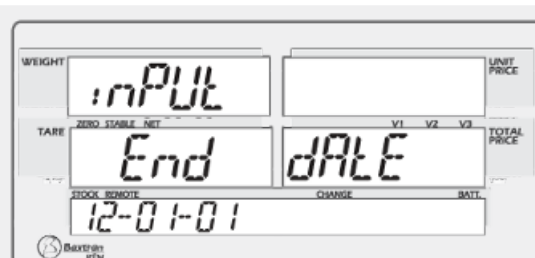 WEIGHT inPUt UNIT PRICE
ZERO STABLE NET V1 V2 V3
TARE End dAtE TOTAL PRICE
STOCK REMOTE CHANGE BATT.
12-01-01
Baxtran